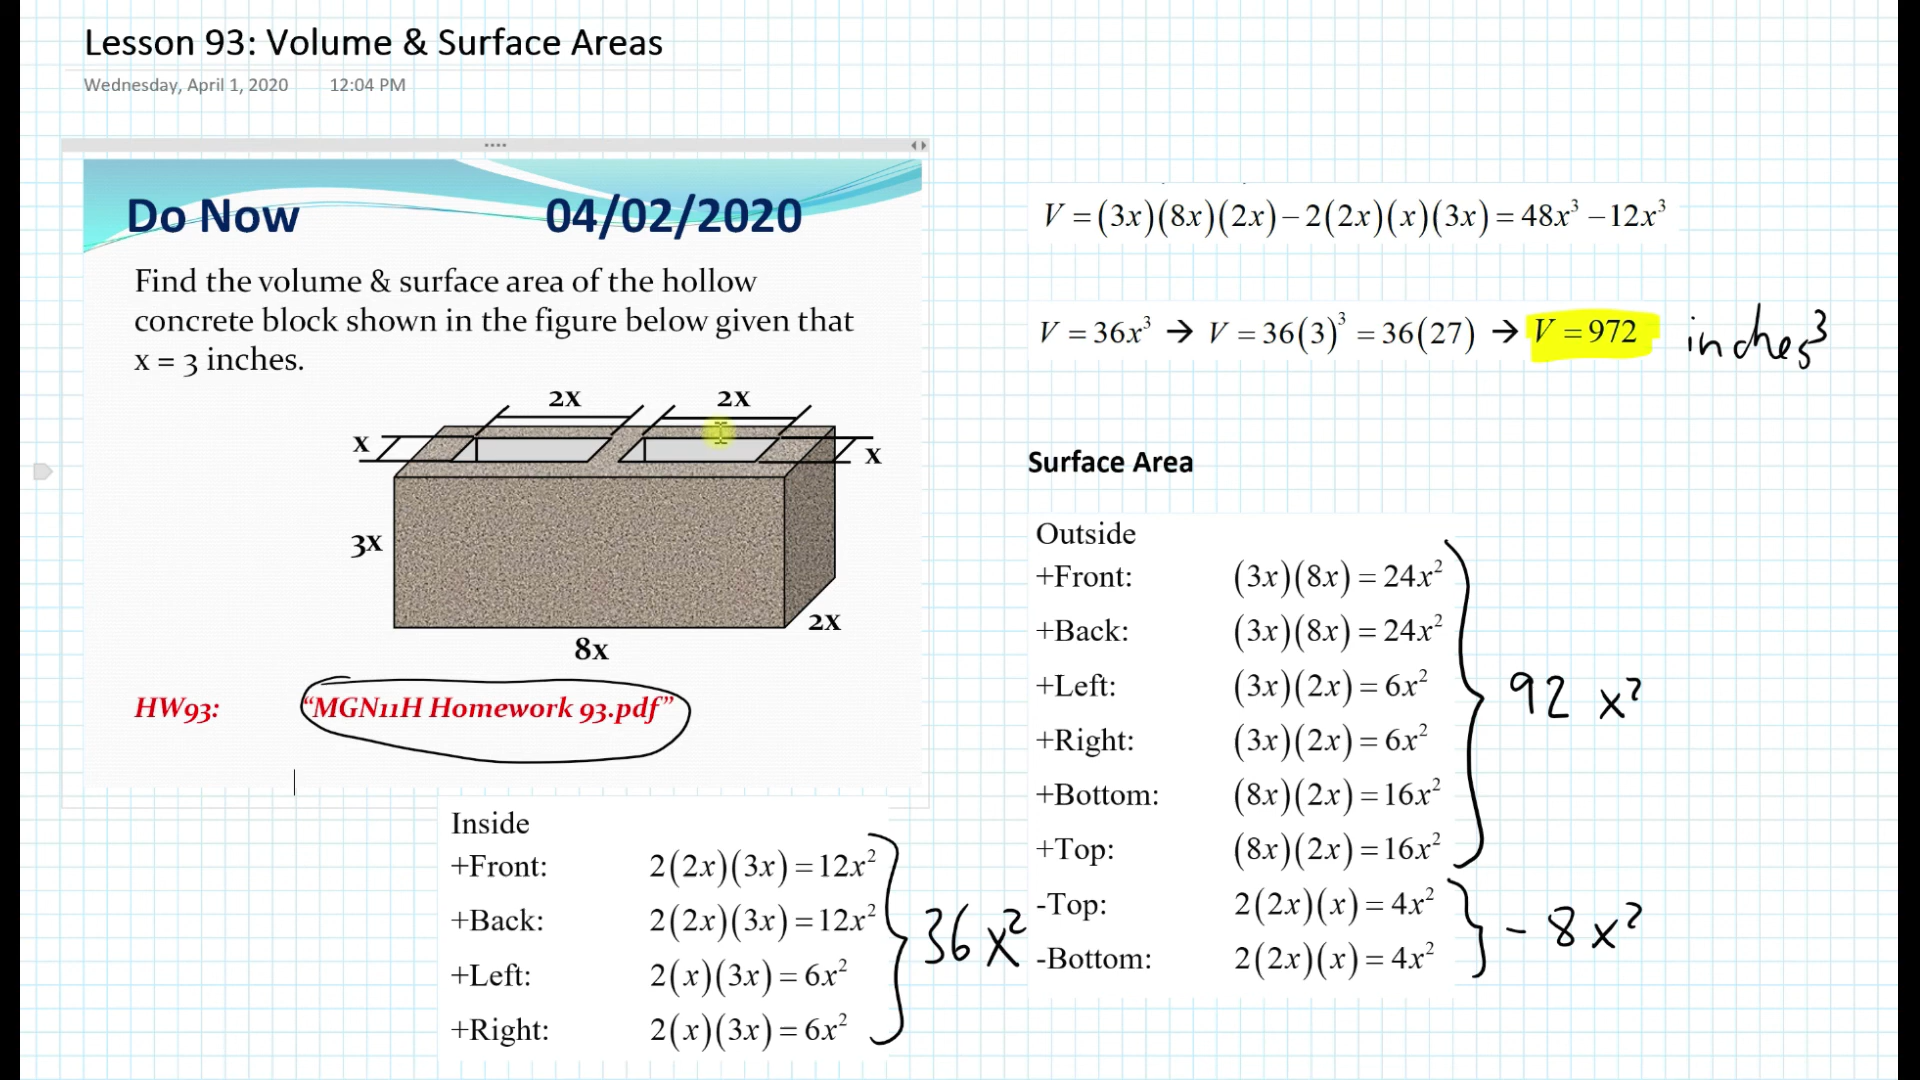 Lesson 93: Volume & Surface Areas
Wednesday, April 1, 2020 12:04 PM
Do Now 04/02/2020
Find the volume & surface area of the hollow
concrete block shown in the figure below given that
x = 3 inches.
2x 2x
x
x
3x
2x
8x
HW93: “MGN11H Homework 93.pdf”
V = (3x)(8x)(2x) − 2(2x)(x)(3x) = 48x³ − 12x³
V = 36x³ → V = 36(3)³ = 36(27) → V = 972 inches³
Surface Area
Outside
+Front: (3x)(8x) = 24x²
+Back: (3x)(8x) = 24x²
+Left: (3x)(2x) = 6x²
+Right: (3x)(2x) = 6x²
+Bottom: (8x)(2x) = 16x²
+Top: (8x)(2x) = 16x²
92 x²
-Top: 2(2x)(x) = 4x²
-Bottom: 2(2x)(x) = 4x²
- 8x²
Inside
+Front: 2(2x)(3x) = 12x²
+Back: 2(2x)(3x) = 12x²
+Left: 2(x)(3x) = 6x²
+Right: 2(x)(3x) = 6x²
36x²